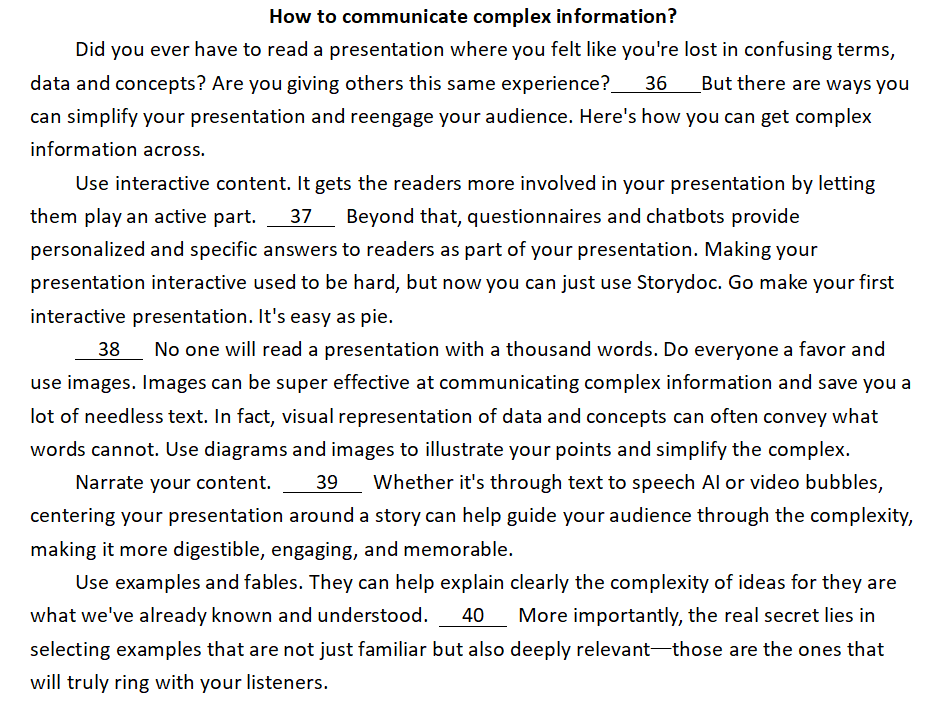 How to communicate complex information?
Did you ever have to read a presentation where you felt like you're lost in confusing terms,
data and concepts? Are you giving others this same experience? 36 But there are ways you
can simplify your presentation and reengage your audience. Here's how you can get complex
information across.
Use interactive content. It gets the readers more involved in your presentation by letting
them play an active part. 37 Beyond that, questionnaires and chatbots provide
personalized and specific answers to readers as part of your presentation. Making your
presentation interactive used to be hard, but now you can just use Storydoc. Go make your first
interactive presentation. It's easy as pie.
38 No one will read a presentation with a thousand words. Do everyone a favor and
use images. Images can be super effective at communicating complex information and save you a
lot of needless text. In fact, visual representation of data and concepts can often convey what
words cannot. Use diagrams and images to illustrate your points and simplify the complex.
Narrate your content. 39 Whether it's through text to speech AI or video bubbles,
centering your presentation around a story can help guide your audience through the complexity,
making it more digestible, engaging, and memorable.
Use examples and fables. They can help explain clearly the complexity of ideas for they are
what we've already known and understood. 40 More importantly, the real secret lies in
selecting examples that are not just familiar but also deeply relevant—those are the ones that
will truly ring with your listeners.